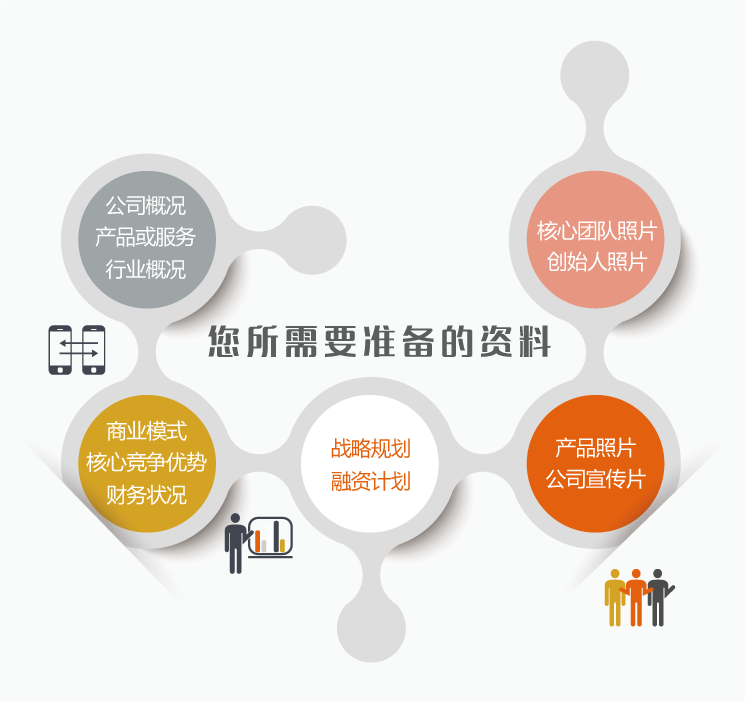 公司概况
产品或服务
行业概况
核心团队照片
创始人照片
您所需要准备的资料
商业模式
核心竞争优势
财务状况
战略规划
融资计划
产品照片
公司宣传片